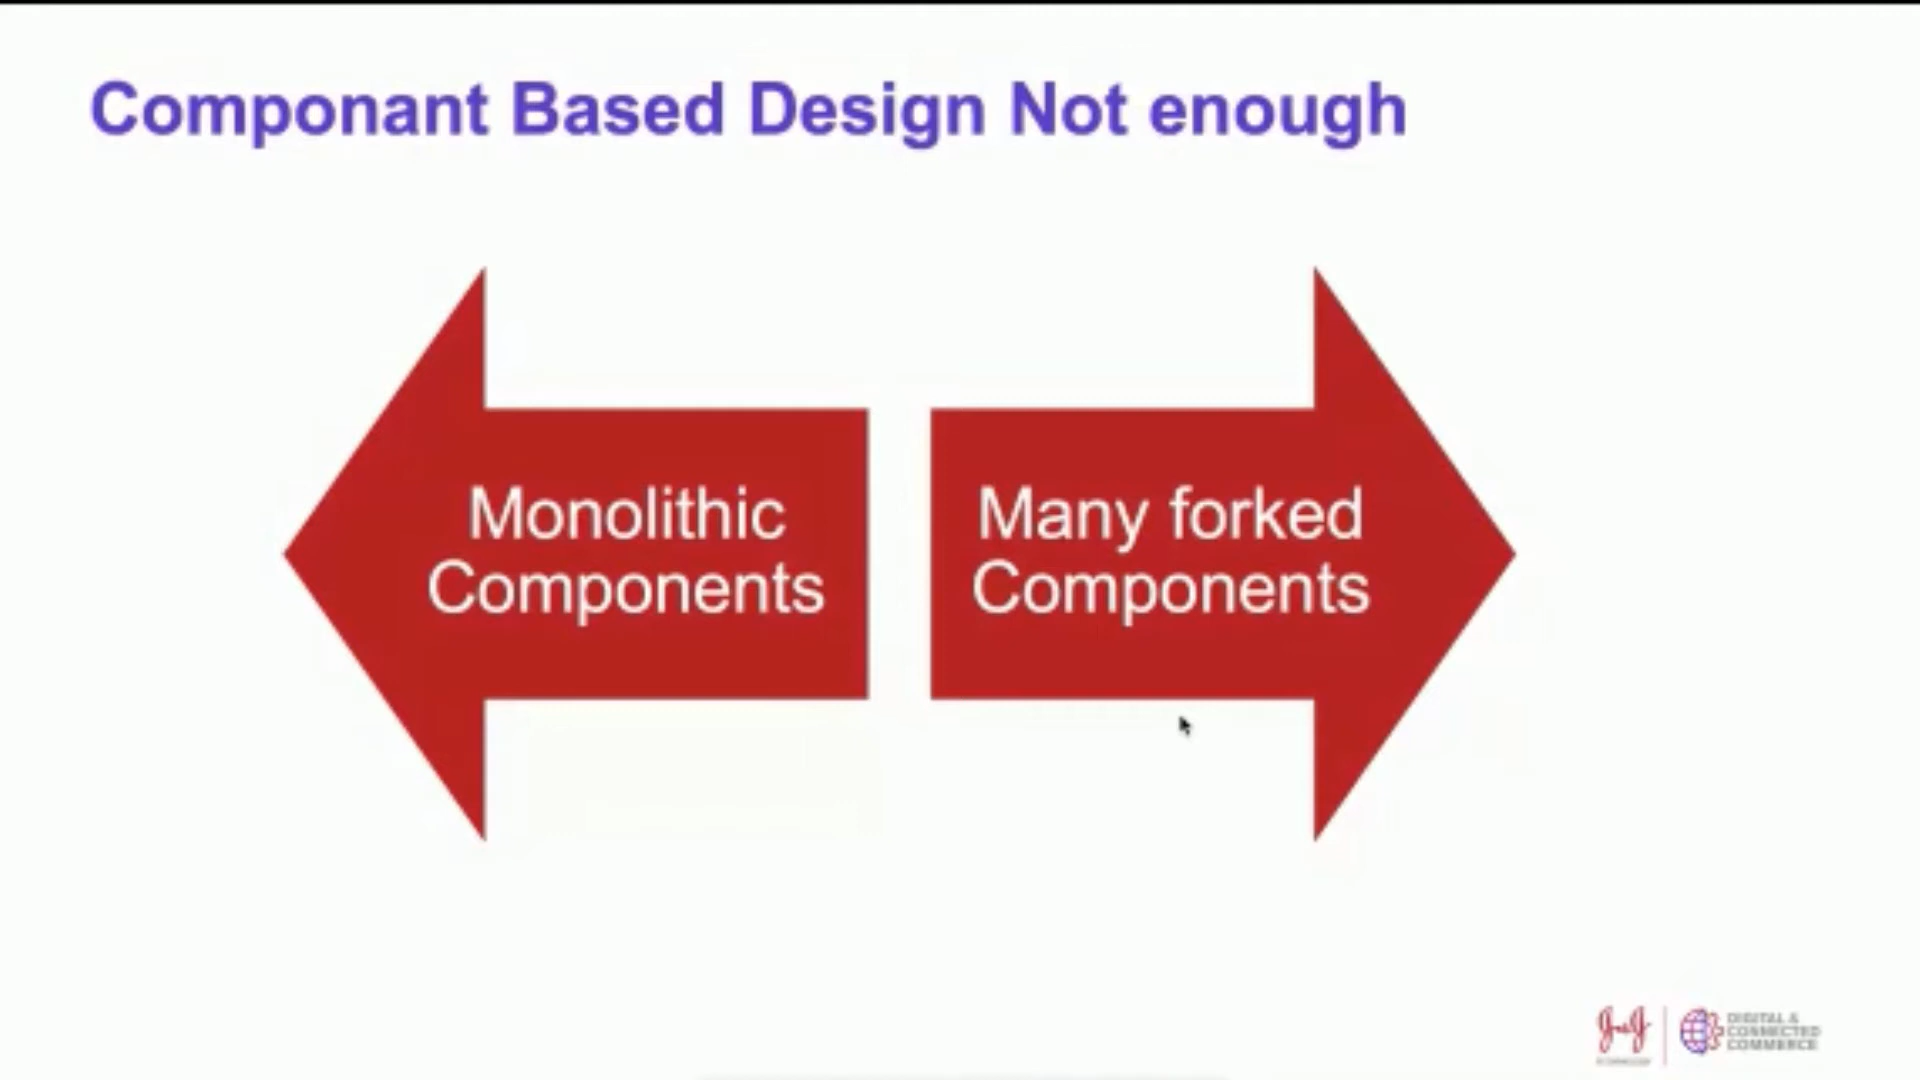 Componant Based Design Not enough
Monolithic
Components
Many forked
Components
J&J
DIGITAL &
CONNECTED
COMMERCE